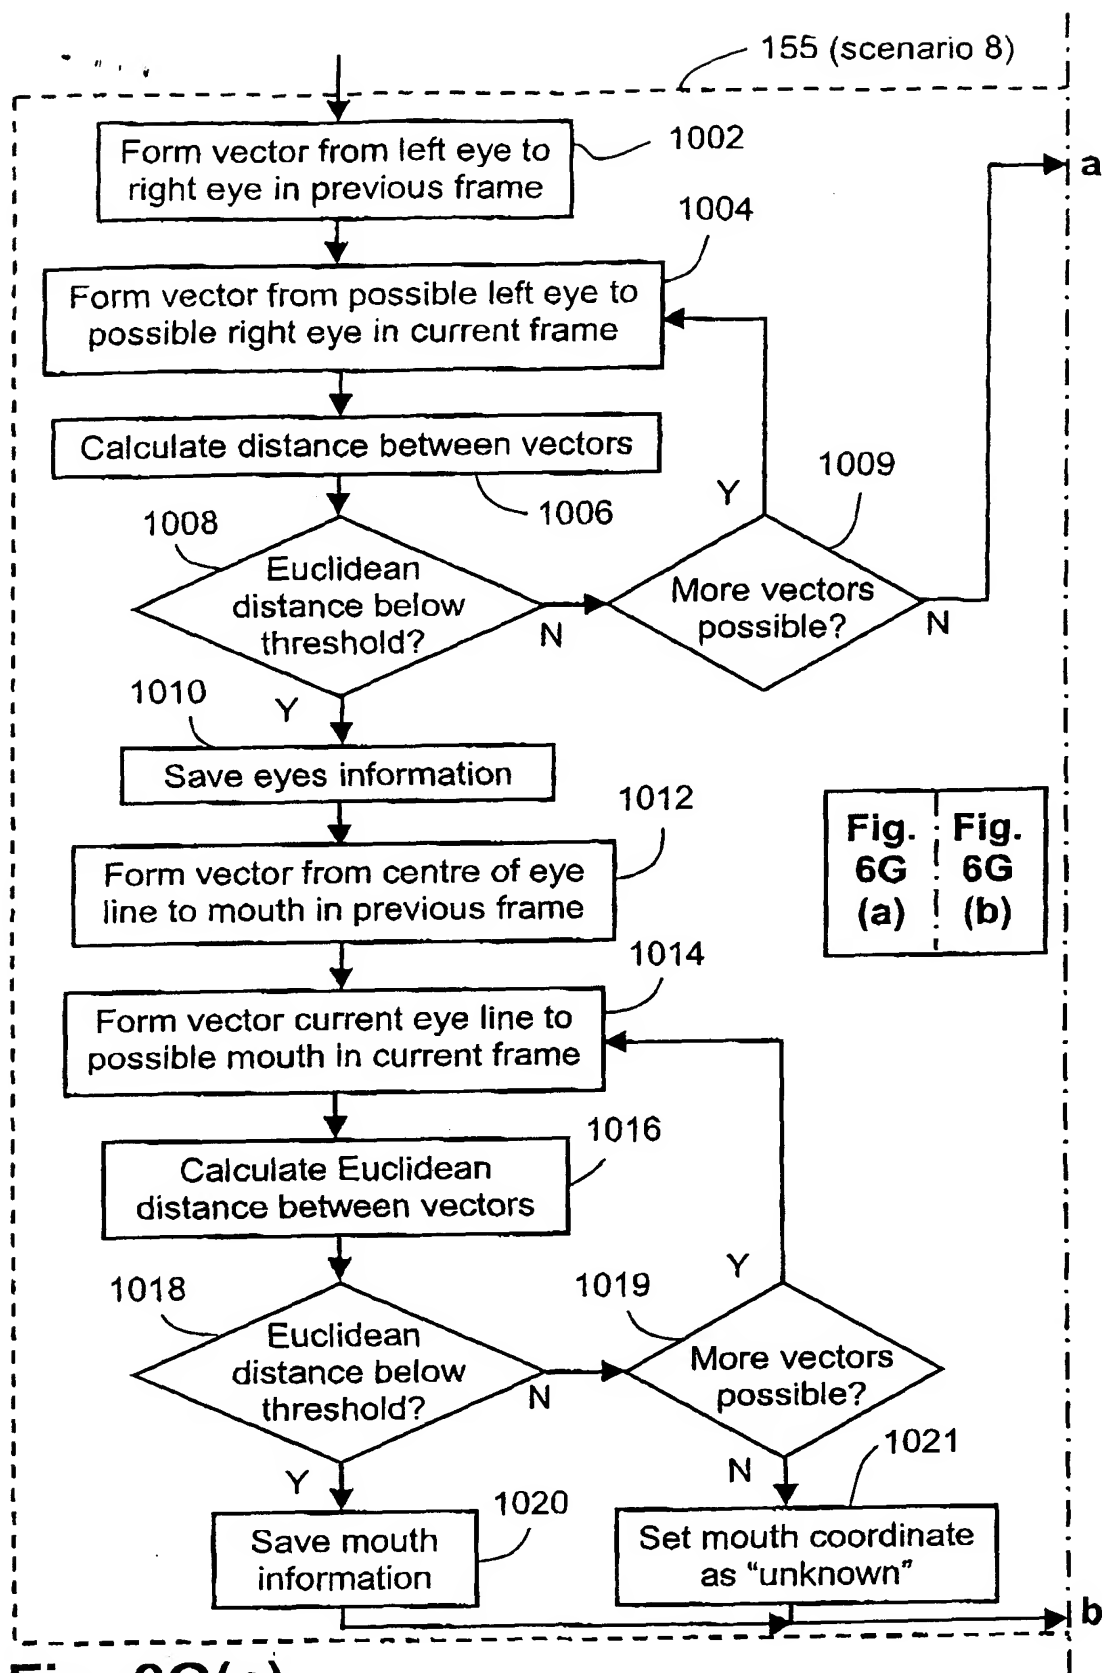 155 (scenario 8)
a
Form vector from left eye to
right eye in previous frame
1002
1004
Form vector from possible left eye to
possible right eye in current frame
Calculate distance between vectors
1006
1008
Euclidean
distance below
threshold?
N
Y
1009
Y
More vectors
possible?
N
1010
Save eyes information
1012
Form vector from centre of eye
line to mouth in previous frame
Fig.
6G
(a)
Fig.
6G
(b)
1014
Form vector current eye line to
possible mouth in current frame
1016
Calculate Euclidean
distance between vectors
1018
Euclidean
distance below
threshold?
N
Y
1019
Y
More vectors
possible?
N
1020
Save mouth
information
1021
Set mouth coordinate
as "unknown"
b